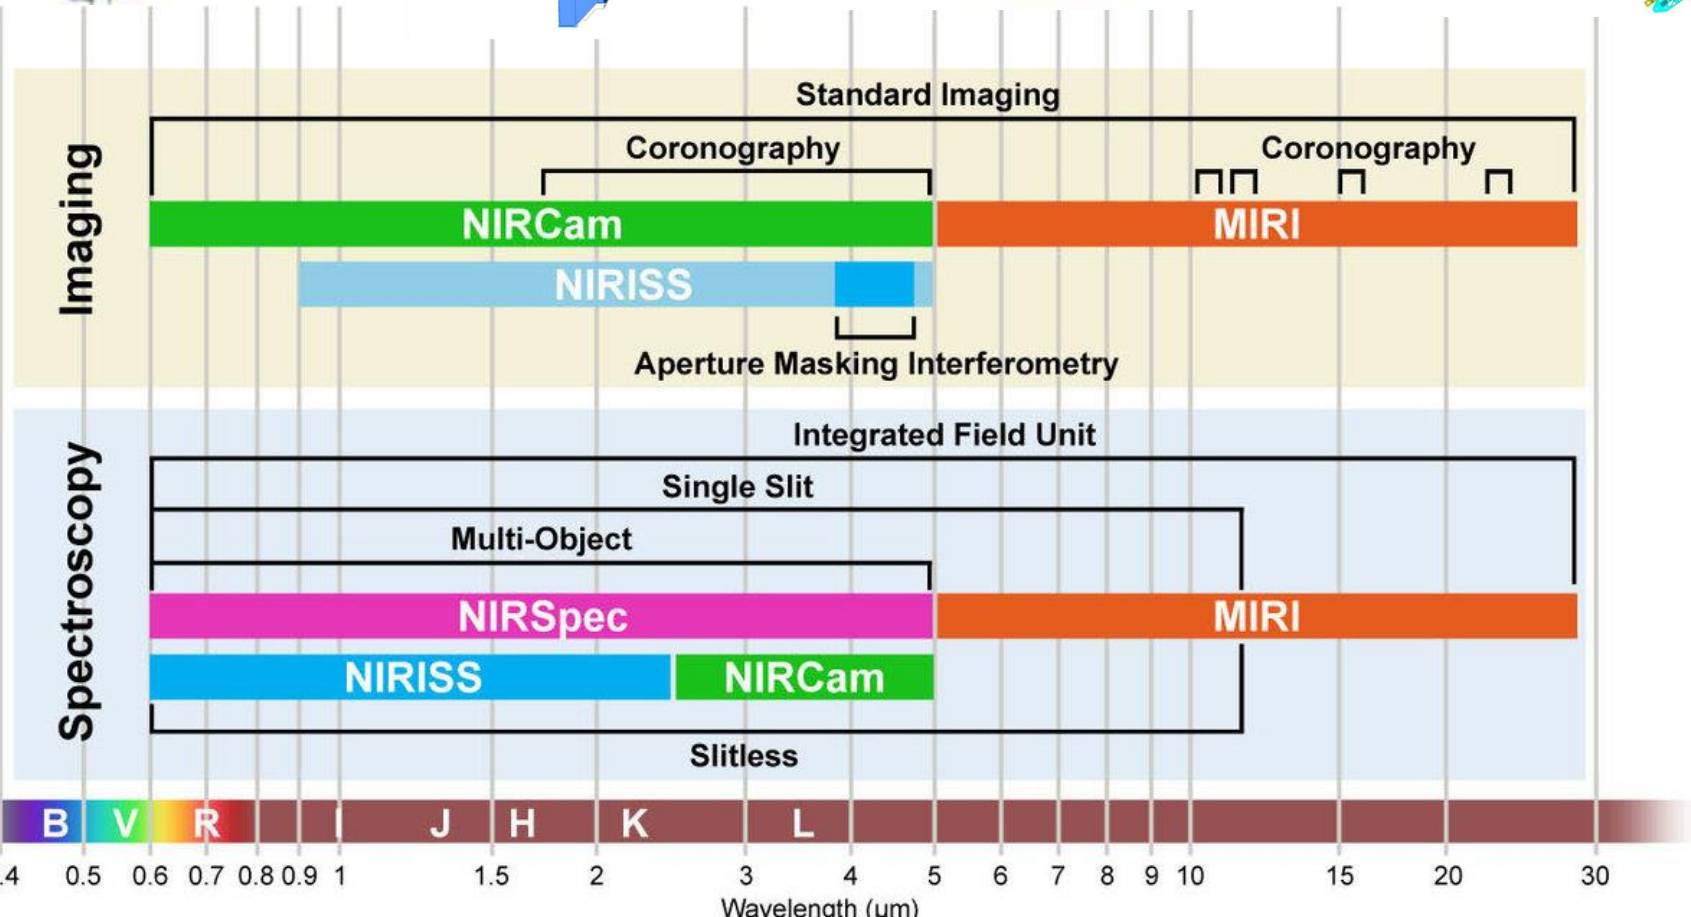 Imaging
Standard Imaging
Coronography
Coronography
NIRCam
MIRI
NIRISS
Aperture Masking Interferometry
Spectroscopy
Integrated Field Unit
Single Slit
Multi-Object
NIRSpec
MIRI
NIRISS
NIRCam
Slitless
B V R I J H K L
.4 0.5 0.6 0.7 0.8 0.9 1 1.5 2 3 4 5 6 7 8 9 10 15 20 30
Wavelength (µm)